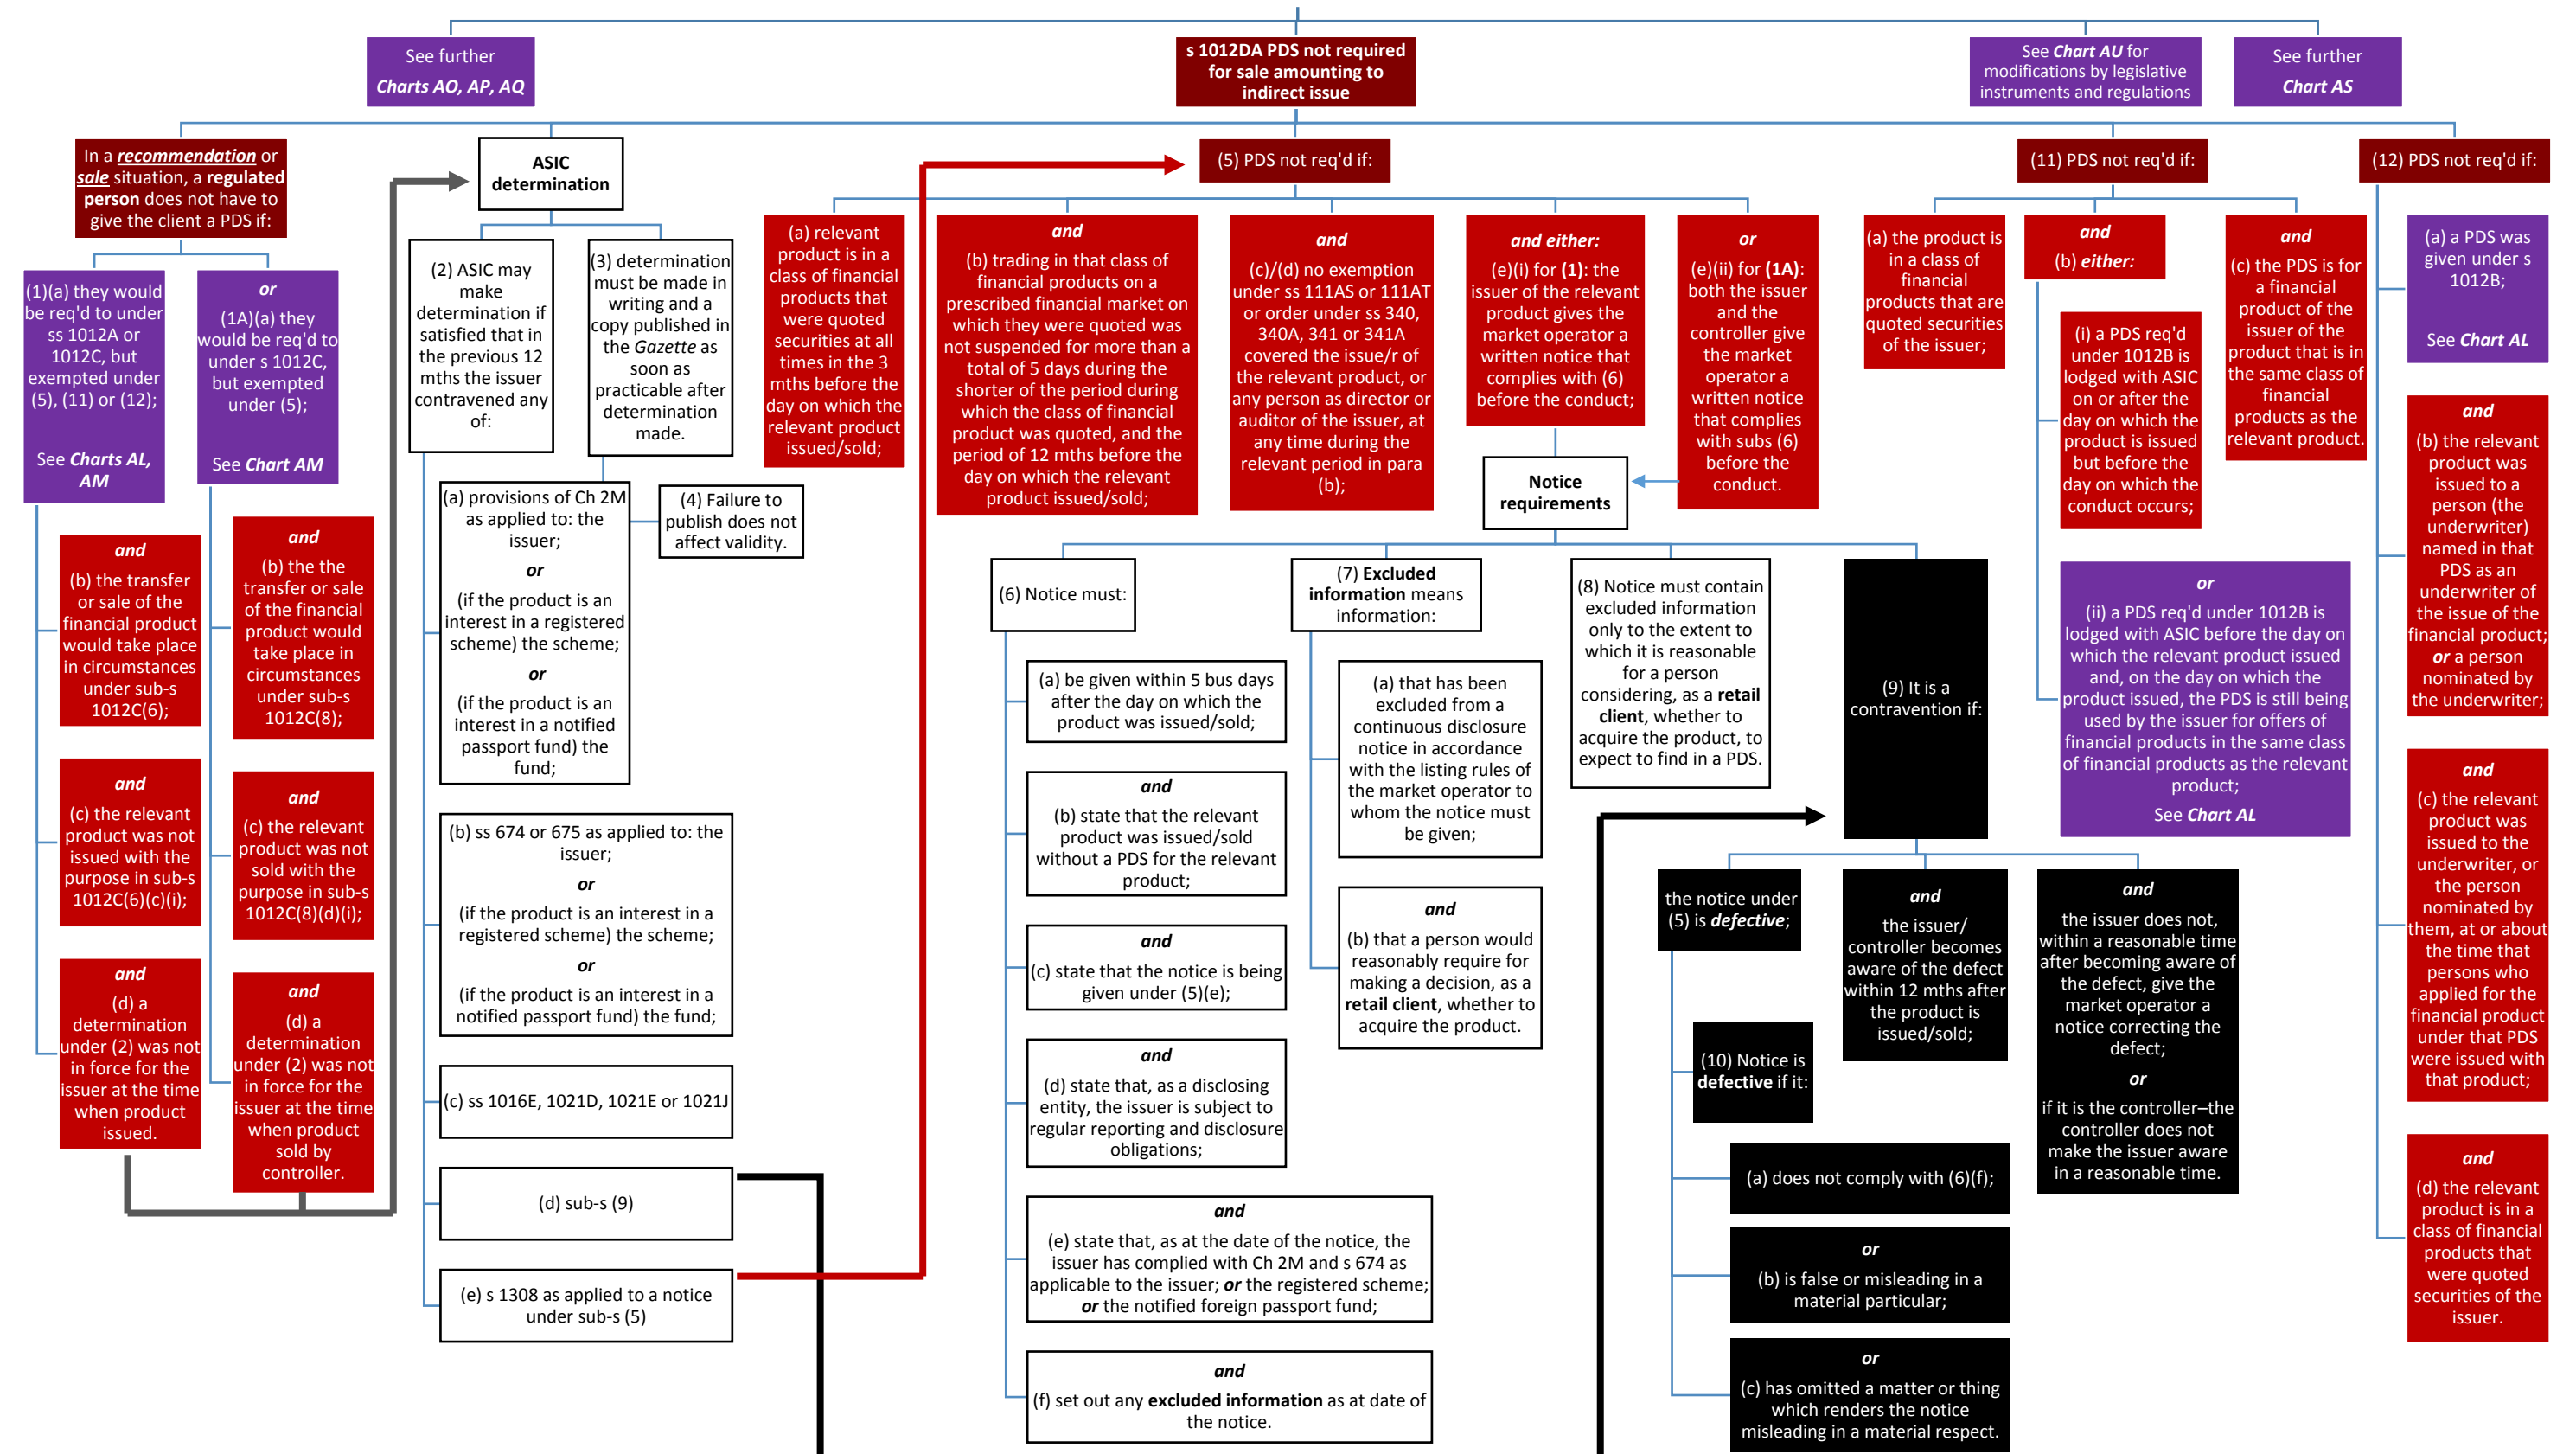 See further
Charts AO, AP, AQ
s 1012DA PDS not required
for sale amounting to
indirect issue
See Chart AU for
modifications by legislative
instruments and regulations
See further
Chart AS
In a recommendation or
sale situation, a regulated
person does not have to
give the client a PDS if:
(1)(a) they would
be req'd to under
ss 1012A or
1012C, but
exempted under
(5), (11) or (12);
See Charts AL,
AM
and
(b) the transfer
or sale of the
financial product
would take place
in circumstances
under sub-s
1012C(6);
and
(c) the relevant
product was not
issued with the
purpose in sub-s
1012C(6)(c)(i);
and
(d) a
determination
under (2) was not
in force for the
issuer at the time
when product
issued.
or
(1A)(a) they
would be req'd to
under s 1012C,
but exempted
under (5);
See Chart AM
and
(b) the the
transfer or sale
of the financial
product would
take place in
circumstances
under sub-s
1012C(8);
and
(c) the relevant
product was not
sold with the
purpose in sub-s
1012C(8)(d)(i);
and
(d) a
determination
under (2) was not
in force for the
issuer at the time
when product
sold by
controller.
ASIC
determination
(2) ASIC may
make
determination if
satisfied that in
the previous 12
mths the issuer
contravened any
of:
(a) provisions of Ch 2M
as applied to: the
issuer;
or
(if the product is an
interest in a registered
scheme) the scheme;
or
(if the product is an
interest in a notified
passport fund) the
fund;
(b) ss 674 or 675 as applied to: the
issuer;
or
(if the product is an interest in a
registered scheme) the scheme;
or
(if the product is an interest in a
notified passport fund) the fund;
(c) ss 1016E, 1021D, 1021E or 1021J
(d) sub-s (9)
(e) s 1308 as applied to a notice
under sub-s (5)
(3) determination
must be made in
writing and a
copy published in
the Gazette as
soon as
practicable after
determination
made.
(4) Failure to
publish does not
affect validity.
(5) PDS not req'd if:
(a) relevant
product is in a
class of financial
products that
were quoted
securities at all
times in the 3
mths before the
day on which the
relevant product
issued/sold;
and
(b) trading in that class of
financial products on a
prescribed financial market on
which they were quoted was
not suspended for more than a
total of 5 days during the
shorter of the period during
which the class of financial
product was quoted, and the
period of 12 mths before the
day on which the relevant
product issued/sold;
and
(c)/(d) no exemption
under ss 111AS or 111AT
or order under ss 340,
340A, 341 or 341A
covered the issue/r of
the relevant product, or
any person as director or
auditor of the issuer, at
any time during the
relevant period in para
(b);
and either:
(e)(i) for (1): the
issuer of the relevant
product gives the
market operator a
written notice that
complies with (6)
before the conduct;
or
(e)(ii) for (1A):
both the issuer
and the
controller give
the market
operator a
written notice
that complies
with subs (6)
before the
conduct.
Notice
requirements
(6) Notice must:
(a) be given within 5 bus days
after the day on which the
product was issued/sold;
and
(b) state that the relevant
product was issued/sold
without a PDS for the relevant
product;
and
(c) state that the notice is being
given under (5)(e);
and
(d) state that, as a disclosing
entity, the issuer is subject to
regular reporting and disclosure
obligations;
and
(e) state that, as at the date of the notice, the
issuer has complied with Ch 2M and s 674 as
applicable to the issuer; or the registered scheme;
or the notified foreign passport fund;
and
(f) set out any excluded information as at date of
the notice.
(7) Excluded
information means
information:
(a) that has been
excluded from a
continuous disclosure
notice in accordance
with the listing rules of
the market operator to
whom the notice must
be given;
and
(b) that a person would
reasonably require for
making a decision, as a
retail client, whether to
acquire the product.
(8) Notice must contain
excluded information
only to the extent to
which it is reasonable
for a person
considering, as a retail
client, whether to
acquire the product, to
expect to find in a PDS.
(9) It is a
contravention if:
the notice under
(5) is defective;
(10) Notice is
defective if it:
(a) does not comply with (6)(f);
or
(b) is false or misleading in a
material particular;
or
(c) has omitted a matter or thing
which renders the notice
misleading in a material respect.
and
the issuer/
controller becomes
aware of the defect
within 12 mths after
the product is
issued/sold;
and
the issuer does not,
within a reasonable time
after becoming aware of
the defect, give the
market operator a
notice correcting the
defect;
or
if it is the controller–the
controller does not
make the issuer aware
in a reasonable time.
(11) PDS not req'd if:
(a) the product is
in a class of
financial
products that are
quoted securities
of the issuer;
and
(b) either:
(i) a PDS req'd
under 1012B is
lodged with ASIC
on or after the
day on which the
product is issued
but before the
day on which the
conduct occurs;
or
(ii) a PDS req'd under 1012B is
lodged with ASIC before the day on
which the relevant product issued
and, on the day on which the
product issued, the PDS is still being
used by the issuer for offers of
financial products in the same class
of financial products as the relevant
product;
See Chart AL
and
(c) the PDS is for
a financial
product of the
issuer of the
product that is in
the same class of
financial
products as the
relevant product.
(12) PDS not req'd if:
(a) a PDS was
given under s
1012B;
See Chart AL
and
(b) the relevant
product was
issued to a
person (the
underwriter)
named in that
PDS as an
underwriter of
the issue of the
financial product;
or a person
nominated by
the underwriter;
and
(c) the relevant
product was
issued to the
underwriter, or
the person
nominated by
them, at or about
the time that
persons who
applied for the
financial product
under that PDS
were issued with
that product;
and
(d) the relevant
product is in a
class of financial
products that
were quoted
securities of the
issuer.